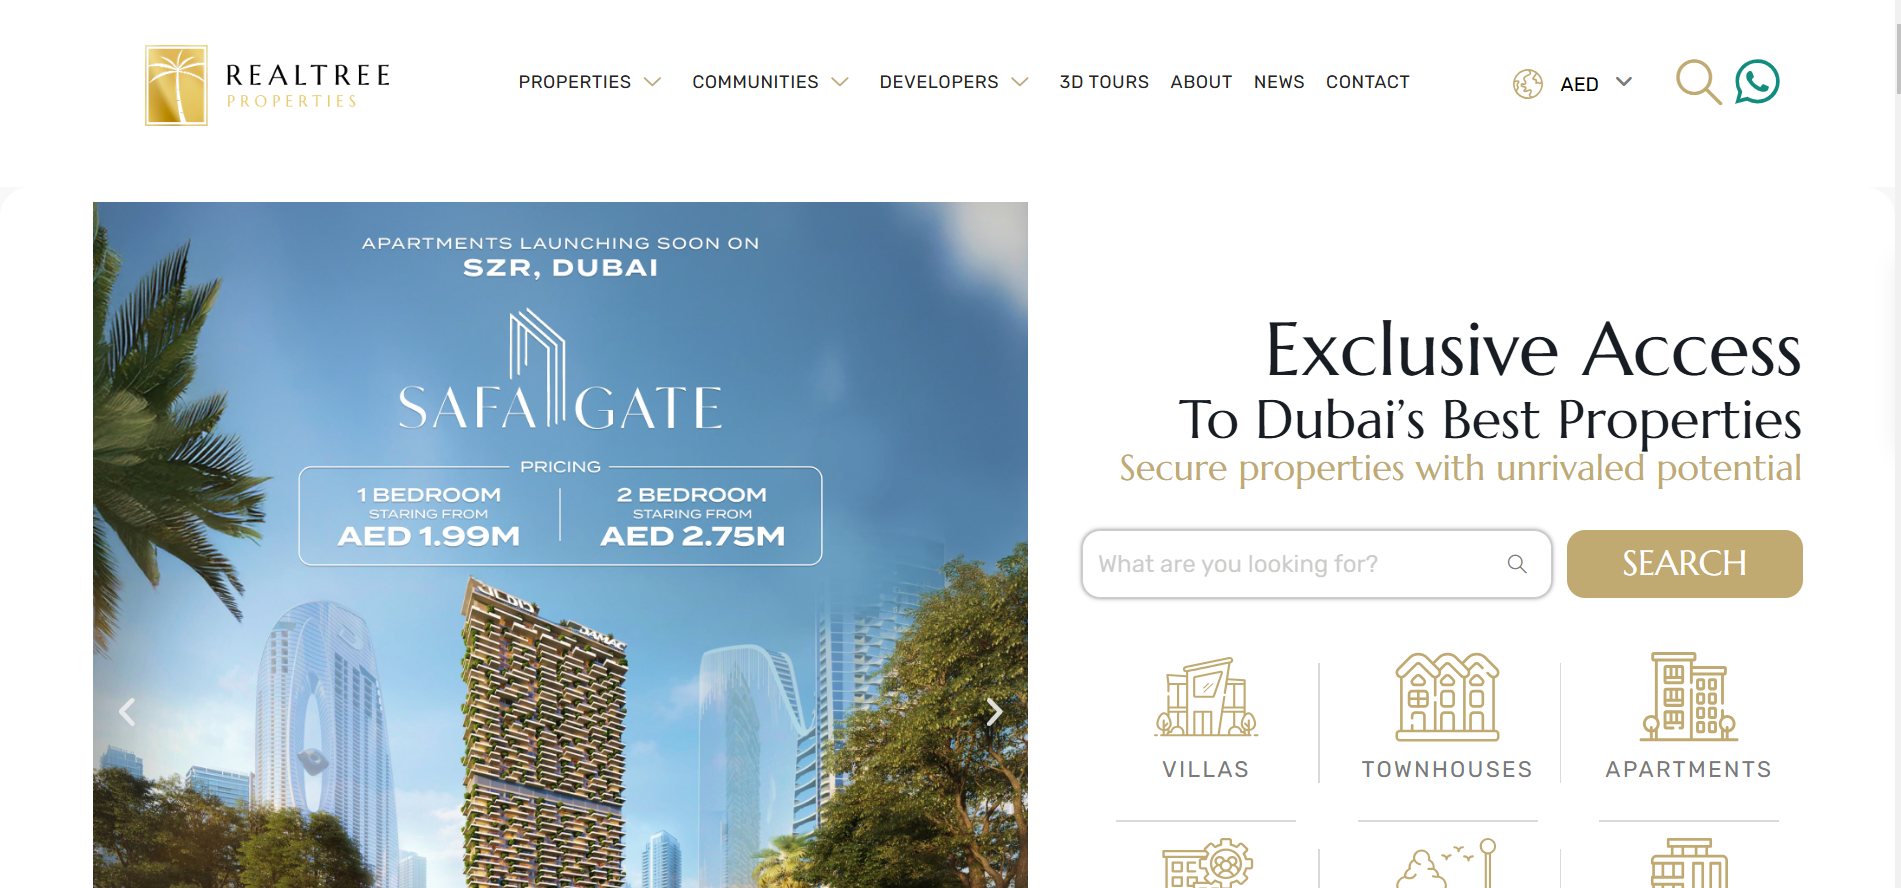 REALTREE
PROPERTIES
PROPERTIES
COMMUNITIES
DEVELOPERS
3D TOURS
ABOUT
NEWS
CONTACT
AED
APARTMENTS LAUNCHING SOON ON
SZR, DUBAI
SAFA GATE
PRICING
1 BEDROOM
STARING FROM
AED 1.99M
2 BEDROOM
STARING FROM
AED 2.75M
DAMAC
Exclusive Access
To Dubai's Best Properties
Secure properties with unrivaled potential
What are you looking for?
SEARCH
VILLAS
TOWNHOUSES
APARTMENTS